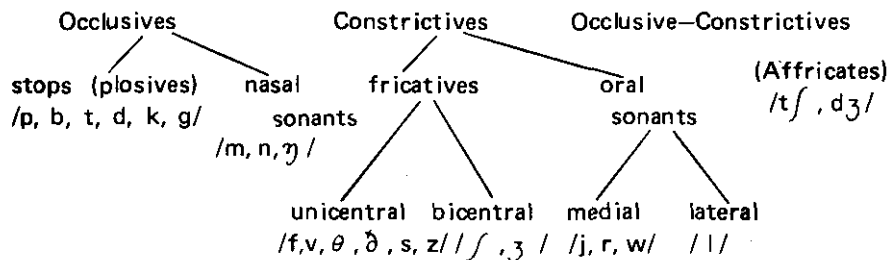 Occlusives Constrictives Occlusive—Constrictives
stops (plosives) nasal fricatives oral (Affricates)
/p, b, t, d, k, g/ sonants sonants /tʃ, dʒ/
/m, n, ŋ /
unicentral bicentral medial lateral
/f,v, θ, ð, s, z/ /ʃ, ʒ / /j, r, w/ / l /